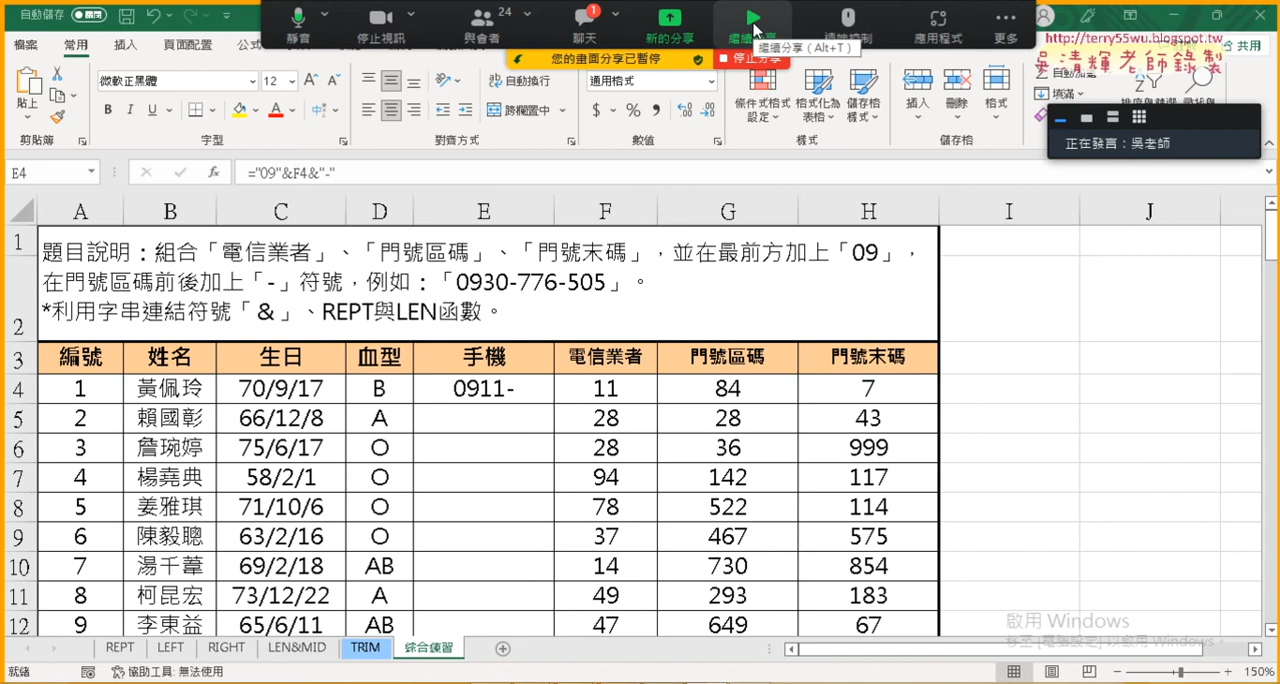 自動儲存
靜音
停止視訊
24
與會者
1
聊天
新的分享
繼續分享
遠端控制
應用程式
更多
http://terry55wu.blogspot.tw
吳清輝老師錄製
檔案
常用
插入
頁面配置
共用
您的畫面分享已暫停
停止分享
繼續分享 (Alt+T)
貼上
微軟正黑體
12
B I U
自動換行
跨欄置中
通用格式
$ %
條件式格式設定
格式化為表格
儲存格樣式
插入
刪除
格式
填滿
剪貼簿
字型
對齊方式
數值
樣式
儲存格
正在發言：吳老師
E4
fx
="09"&F4&"-"
A B C D E F G H I J
1 題目說明：組合「電信業者」、「門號區碼」、「門號末碼」，並在最前方加上「09」，
在門號區碼前後加上「-」符號，例如：「0930-776-505」。
2 *利用字串連結符號「&」、REPT與LEN函數。
3 編號 姓名 生日 血型 手機 電信業者 門號區碼 門號末碼
4 1 黃佩玲 70/9/17 B 0911- 11 84 7
5 2 賴國彰 66/12/8 A 28 28 43
6 3 詹琬婷 75/6/17 O 28 36 999
7 4 楊堯典 58/2/1 O 94 142 117
8 5 姜雅琪 71/10/6 O 78 522 114
9 6 陳毅聰 63/2/16 O 37 467 575
10 7 湯千葦 69/2/18 AB 14 730 854
11 8 柯昆宏 73/12/22 A 49 293 183
12 9 李東益 65/6/11 AB 47 649 67
啟用 Windows
移至 [電腦設定] 以啟用 Windows。
REPT LEFT RIGHT LEN&MID TRIM 綜合練習
就緒
協助工具: 無法使用
150%